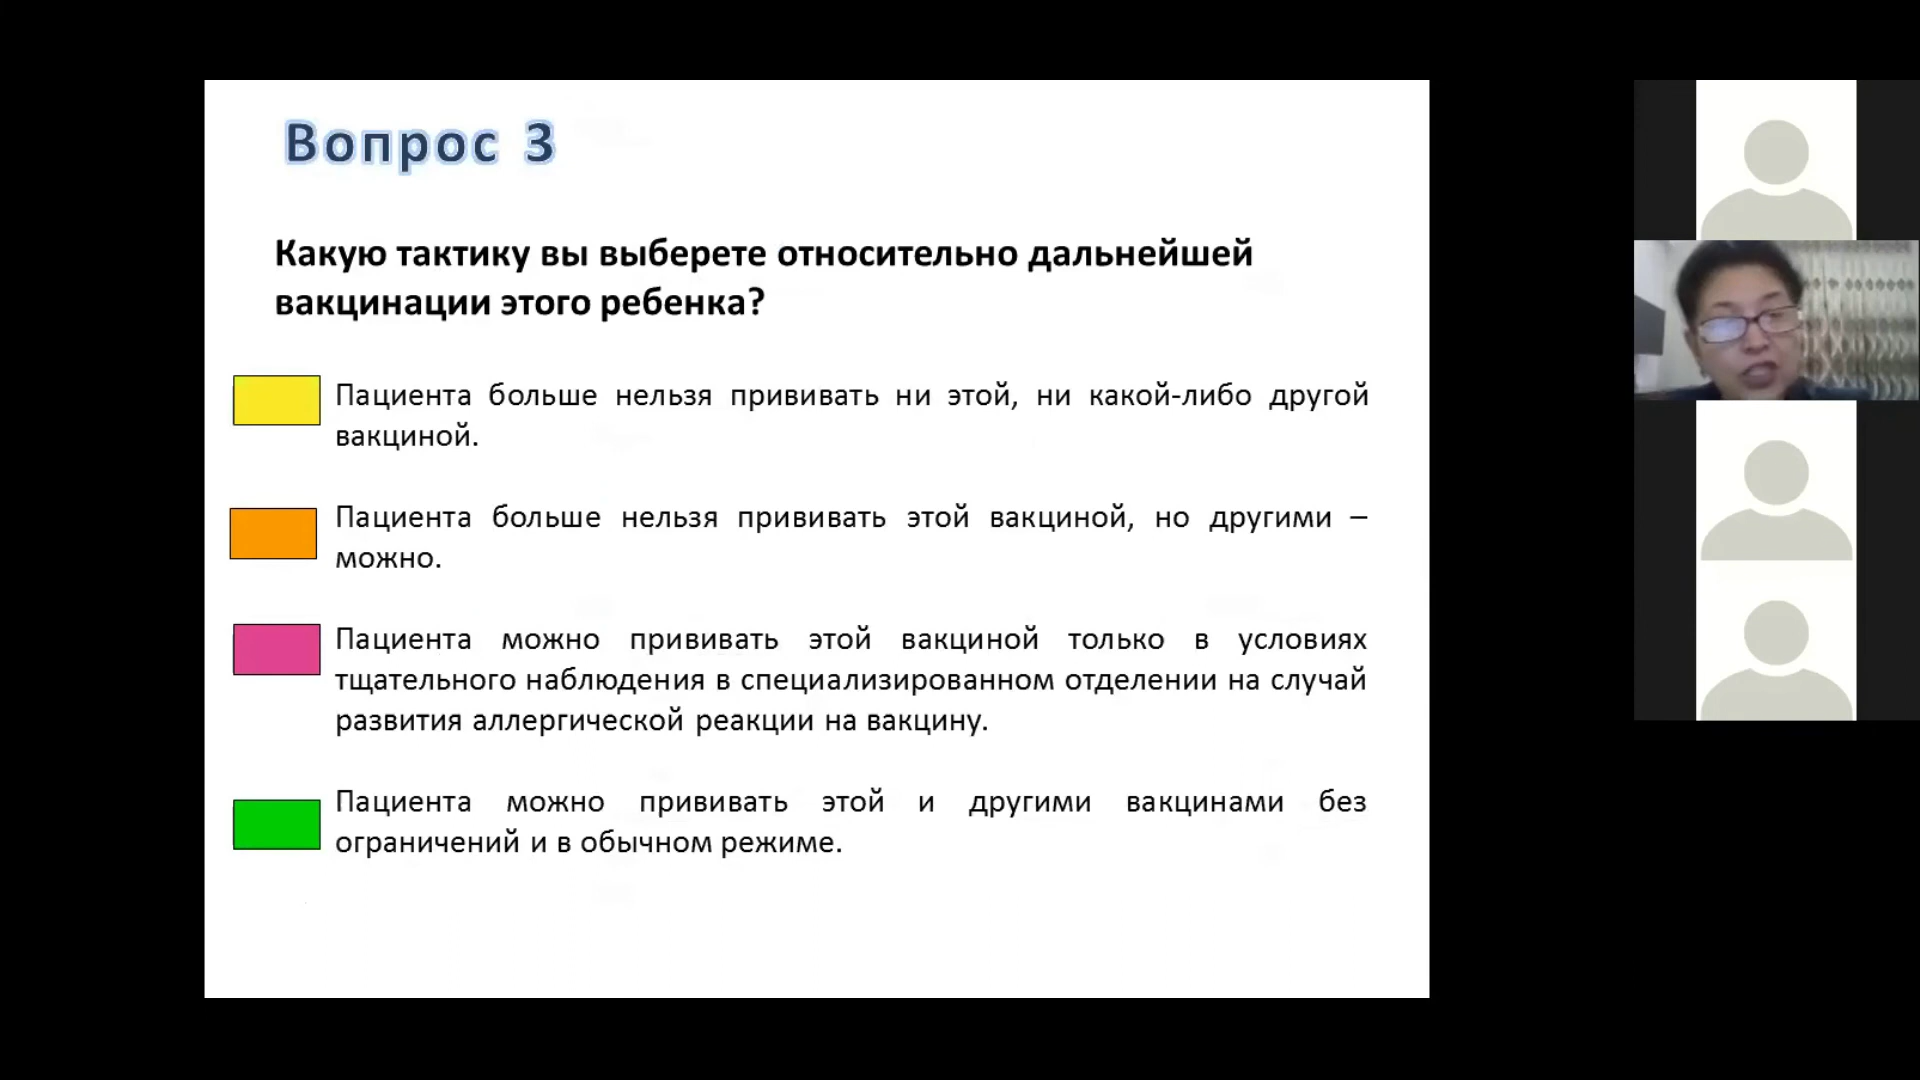 Вопрос 3
Какую тактику вы выберете относительно дальнейшей
вакцинации этого ребенка?
Пациента больше нельзя прививать ни этой, ни какой-либо другой
вакциной.
Пациента больше нельзя прививать этой вакциной, но другими –
можно.
Пациента можно прививать этой вакциной только в условиях
тщательного наблюдения в специализированном отделении на случай
развития аллергической реакции на вакцину.
Пациента можно прививать этой и другими вакцинами без
ограничений и в обычном режиме.